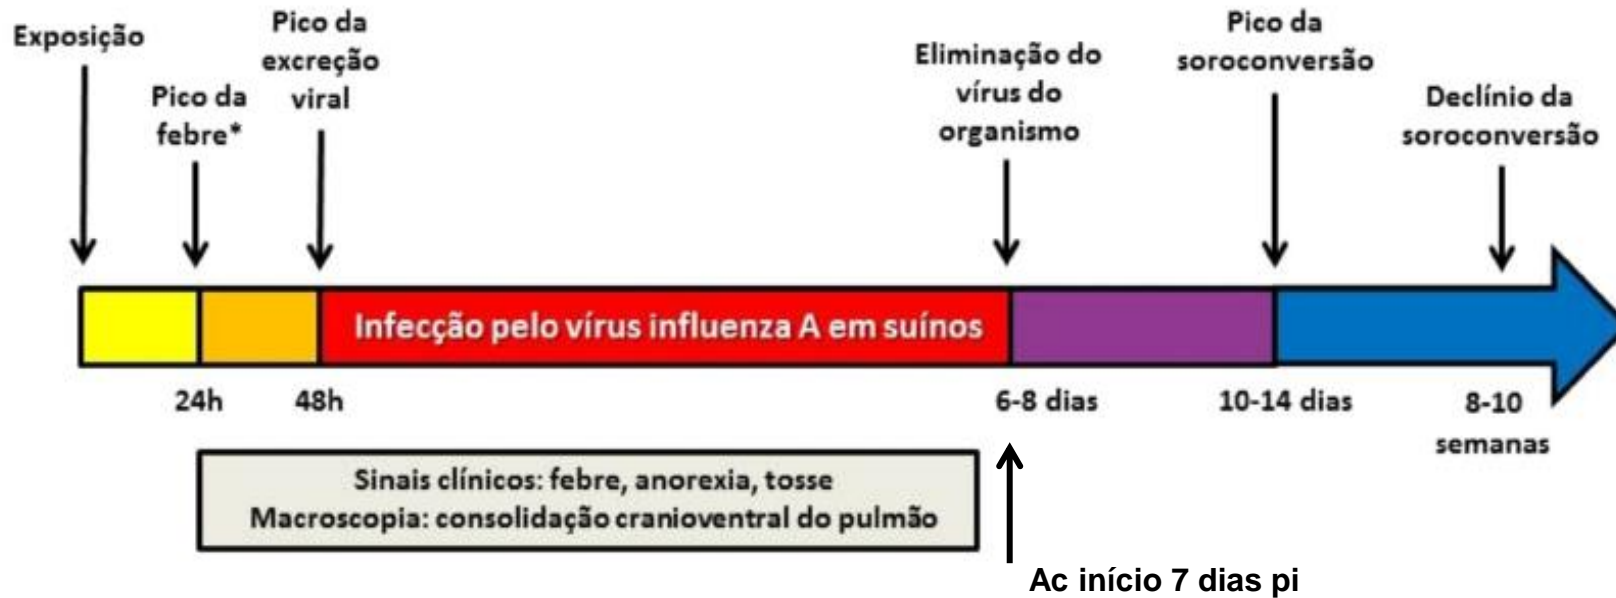 Exposição
Pico da
febre*
Pico da
excreção
viral
Eliminação do
vírus do
organismo
Pico da
soroconversão
Declínio da
soroconversão
Infecção pelo vírus influenza A em suínos
24h
48h
6-8 dias
10-14 dias
8-10
semanas
Sinais clínicos: febre, anorexia, tosse
Macroscopia: consolidação cranioventral do pulmão
Ac início 7 dias pi